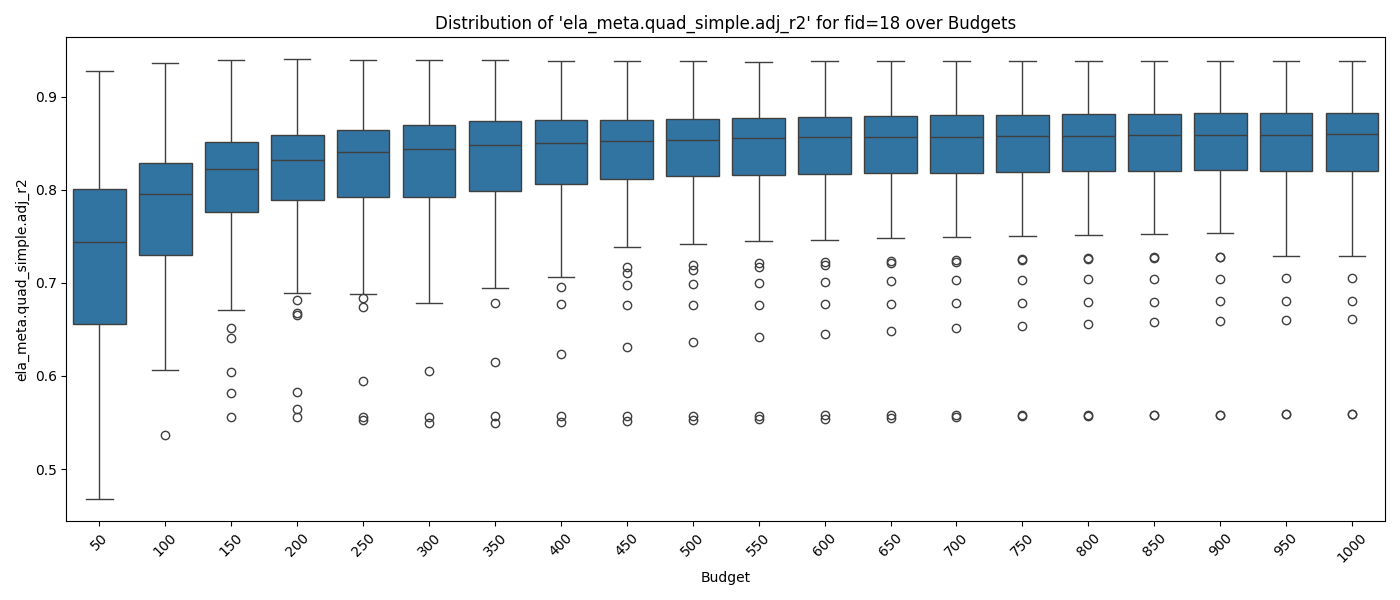 Distribution of 'ela_meta.quad_simple.adj_r2' for fid=18 over Budgets
ela_meta.quad_simple.adj_r2
0.9
0.8
0.7
0.6
0.5
50 100 150 200 250 300 350 400 450 500 550 600 650 700 750 800 850 900 950 1000
Budget